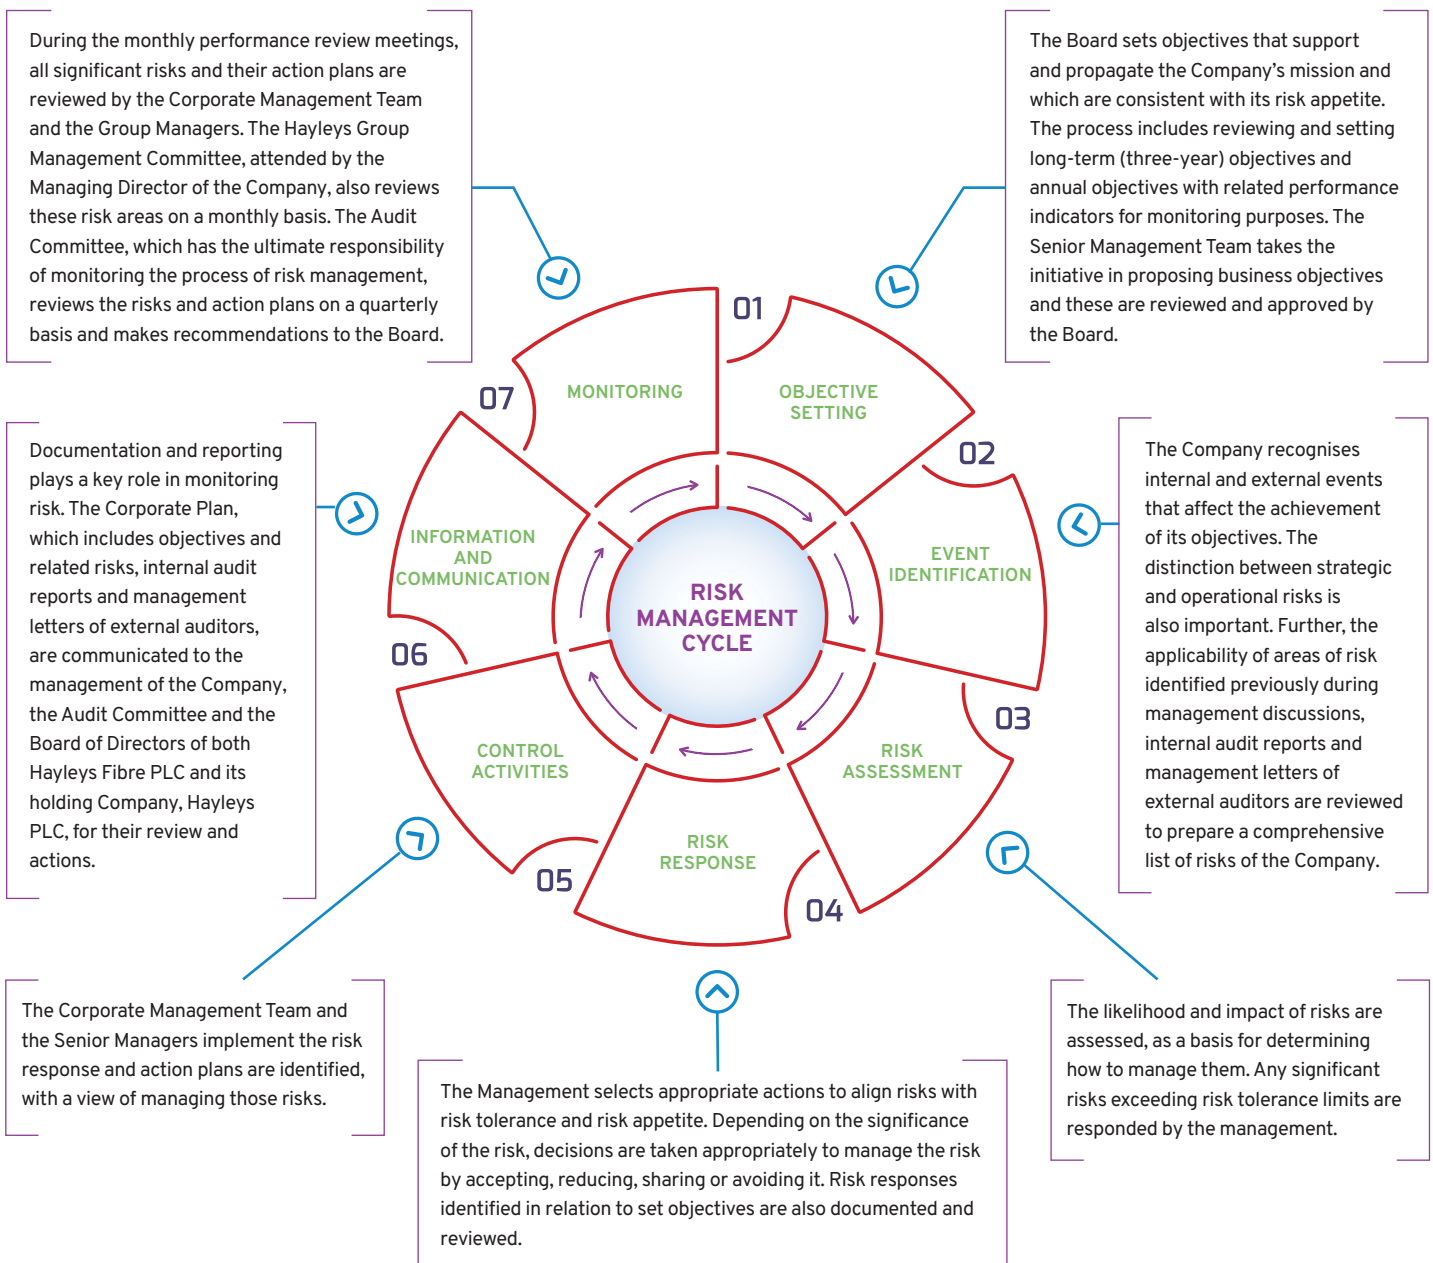 During the monthly performance review meetings,
all significant risks and their action plans are
reviewed by the Corporate Management Team
and the Group Managers. The Hayleys Group
Management Committee, attended by the
Managing Director of the Company, also reviews
these risk areas on a monthly basis. The Audit
Committee, which has the ultimate responsibility
of monitoring the process of risk management,
reviews the risks and action plans on a quarterly
basis and makes recommendations to the Board.
The Board sets objectives that support
and propagate the Company's mission and
which are consistent with its risk appetite.
The process includes reviewing and setting
long-term (three-year) objectives and
annual objectives with related performance
indicators for monitoring purposes. The
Senior Management Team takes the
initiative in proposing business objectives
and these are reviewed and approved by
the Board.
01
OBJECTIVE
SETTING
02
EVENT
IDENTIFICATION
03
RISK
ASSESSMENT
04
RISK
RESPONSE
05
CONTROL
ACTIVITIES
06
INFORMATION
AND
COMMUNICATION
07
MONITORING
RISK
MANAGEMENT
CYCLE
Documentation and reporting
plays a key role in monitoring
risk. The Corporate Plan,
which includes objectives and
related risks, internal audit
reports and management
letters of external auditors,
are communicated to the
management of the Company,
the Audit Committee and the
Board of Directors of both
Hayleys Fibre PLC and its
holding Company, Hayleys
PLC, for their review and
actions.
The Company recognises
internal and external events
that affect the achievement
of its objectives. The
distinction between strategic
and operational risks is
also important. Further, the
applicability of areas of risk
identified previously during
management discussions,
internal audit reports and
management letters of
external auditors are reviewed
to prepare a comprehensive
list of risks of the Company.
The Corporate Management Team and
the Senior Managers implement the risk
response and action plans are identified,
with a view of managing those risks.
The Management selects appropriate actions to align risks with
risk tolerance and risk appetite. Depending on the significance
of the risk, decisions are taken appropriately to manage the risk
by accepting, reducing, sharing or avoiding it. Risk responses
identified in relation to set objectives are also documented and
reviewed.
The likelihood and impact of risks are
assessed, as a basis for determining
how to manage them. Any significant
risks exceeding risk tolerance limits are
responded by the management.